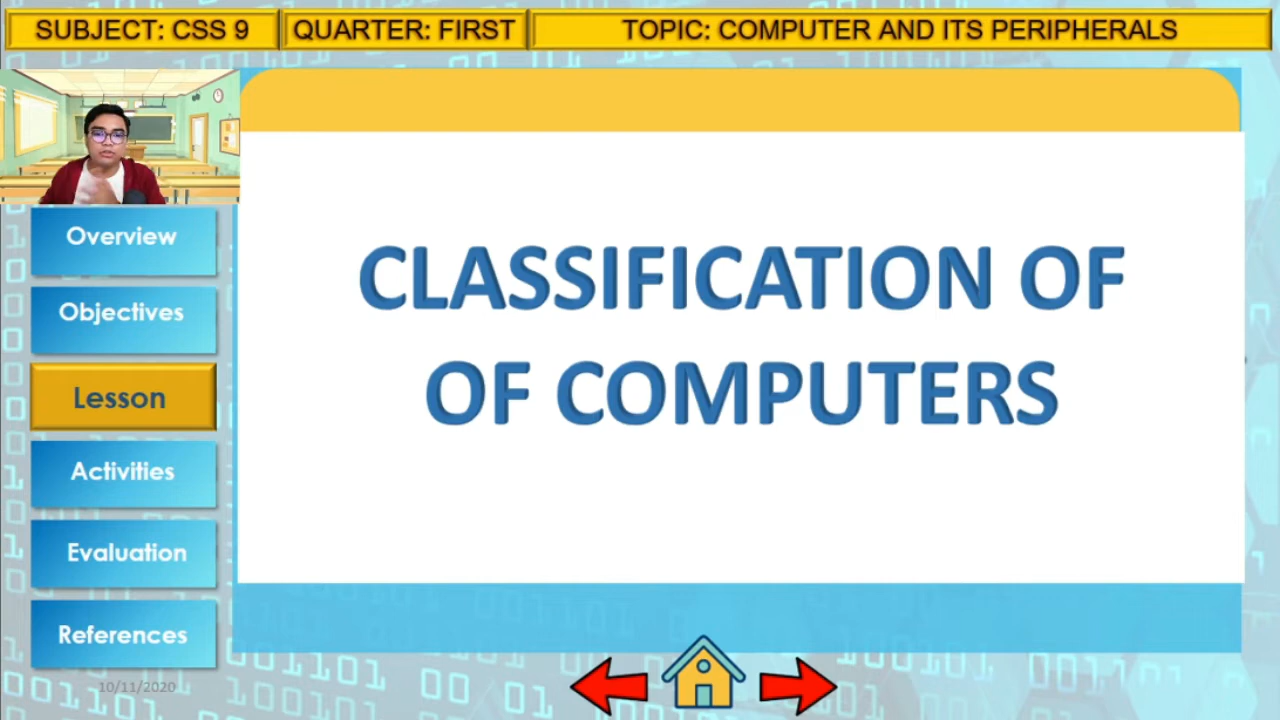 SUBJECT: CSS 9
QUARTER: FIRST
TOPIC: COMPUTER AND ITS PERIPHERALS
CLASSIFICATION OF
OF COMPUTERS
Overview
Objectives
Lesson
Activities
Evaluation
References
10/11/2020